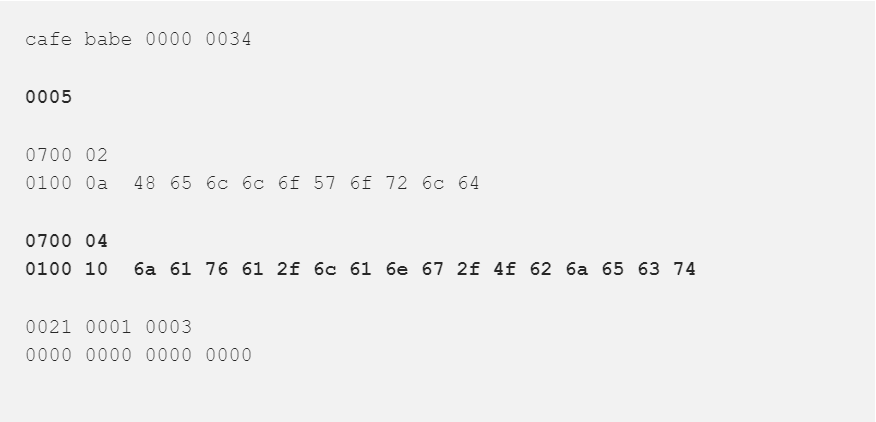 cafe babe 0000 0034
0005
0700 02
0100 0a  48 65 6c 6c 6f 57 6f 72 6c 64
0700 04
0100 10  6a 61 76 61 2f 6c 61 6e 67 2f 4f 62 6a 65 63 74
0021 0001 0003
0000 0000 0000 0000